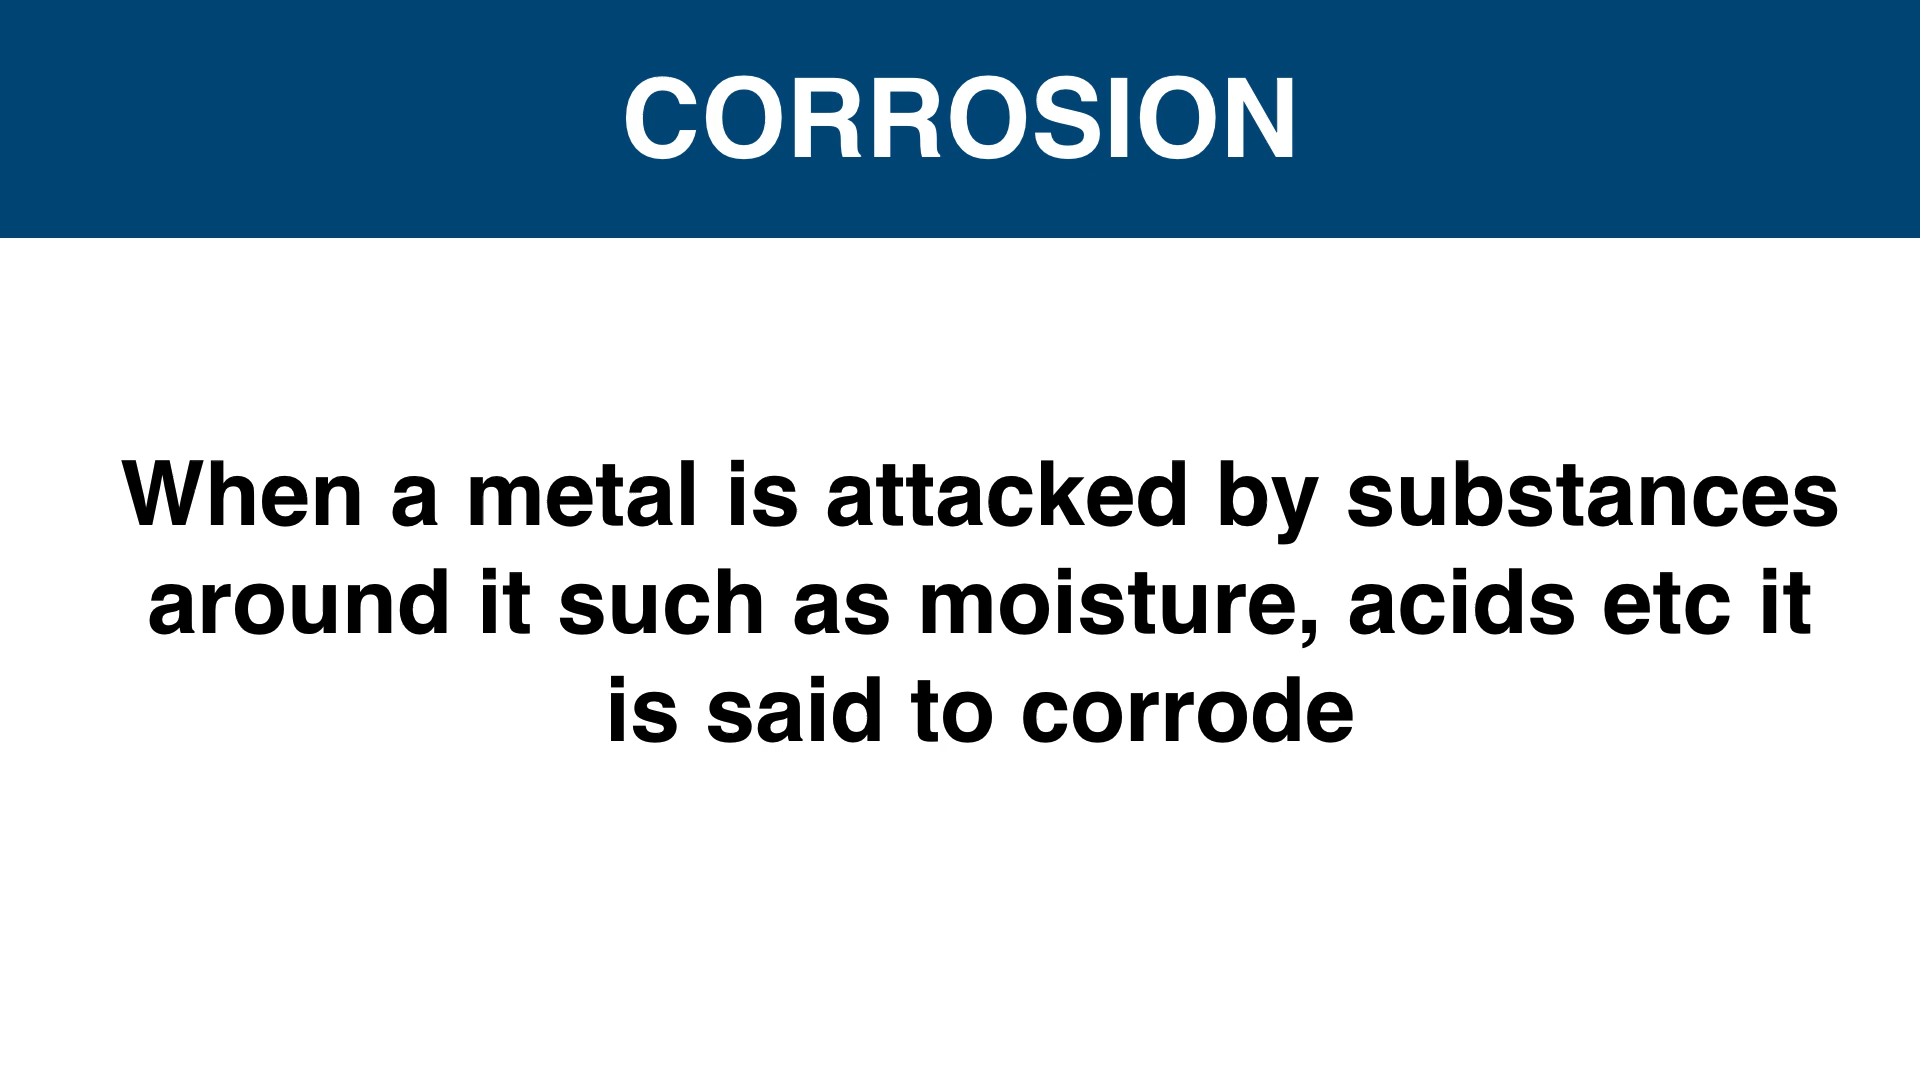 CORROSION
When a metal is attacked by substances
around it such as moisture, acids etc it
is said to corrode